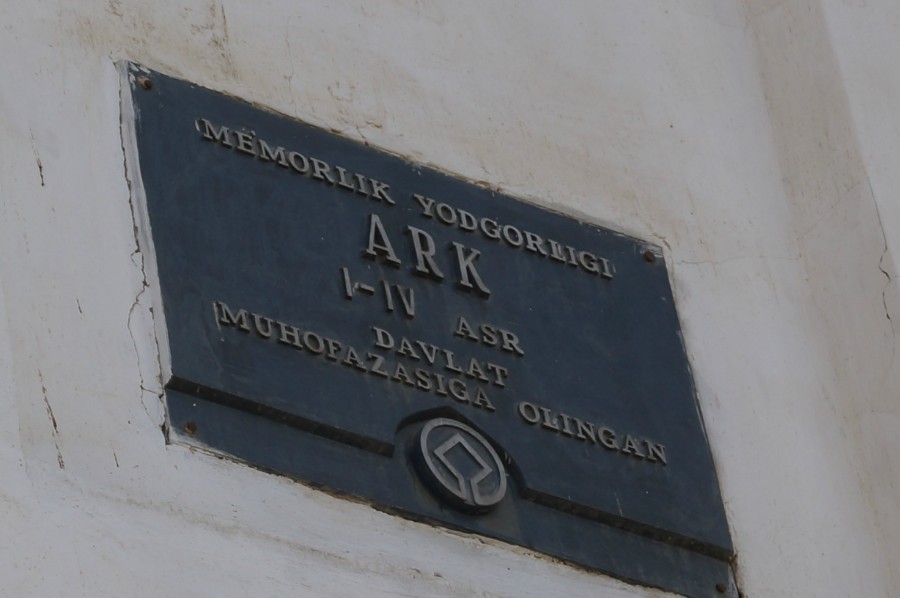 MEMORLIK YODGORLIGI
ARK
I-IV ASR
DAVLAT
MUHOFAZASIGA OLINGAN